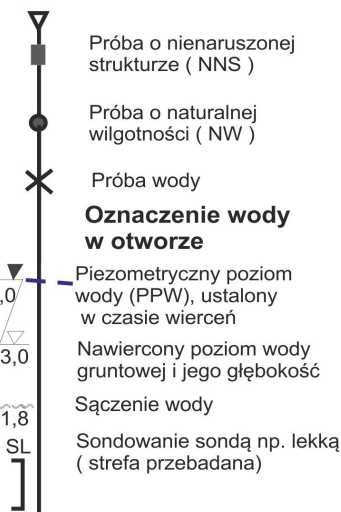 Próba o nienaruszonej
strukturze ( NNS )
Próba o naturalnej
wilgotności ( NW )
Próba wody
Oznaczenie wody
w otworze
Piezometryczny poziom
,0 wody (PPW), ustalony
w czasie wierceń
Nawiercony poziom wody
3,0 gruntowej i jego głębokość
Sączenie wody
1,8
SL Sondowanie sondą np. lekką
( strefa przebadana)